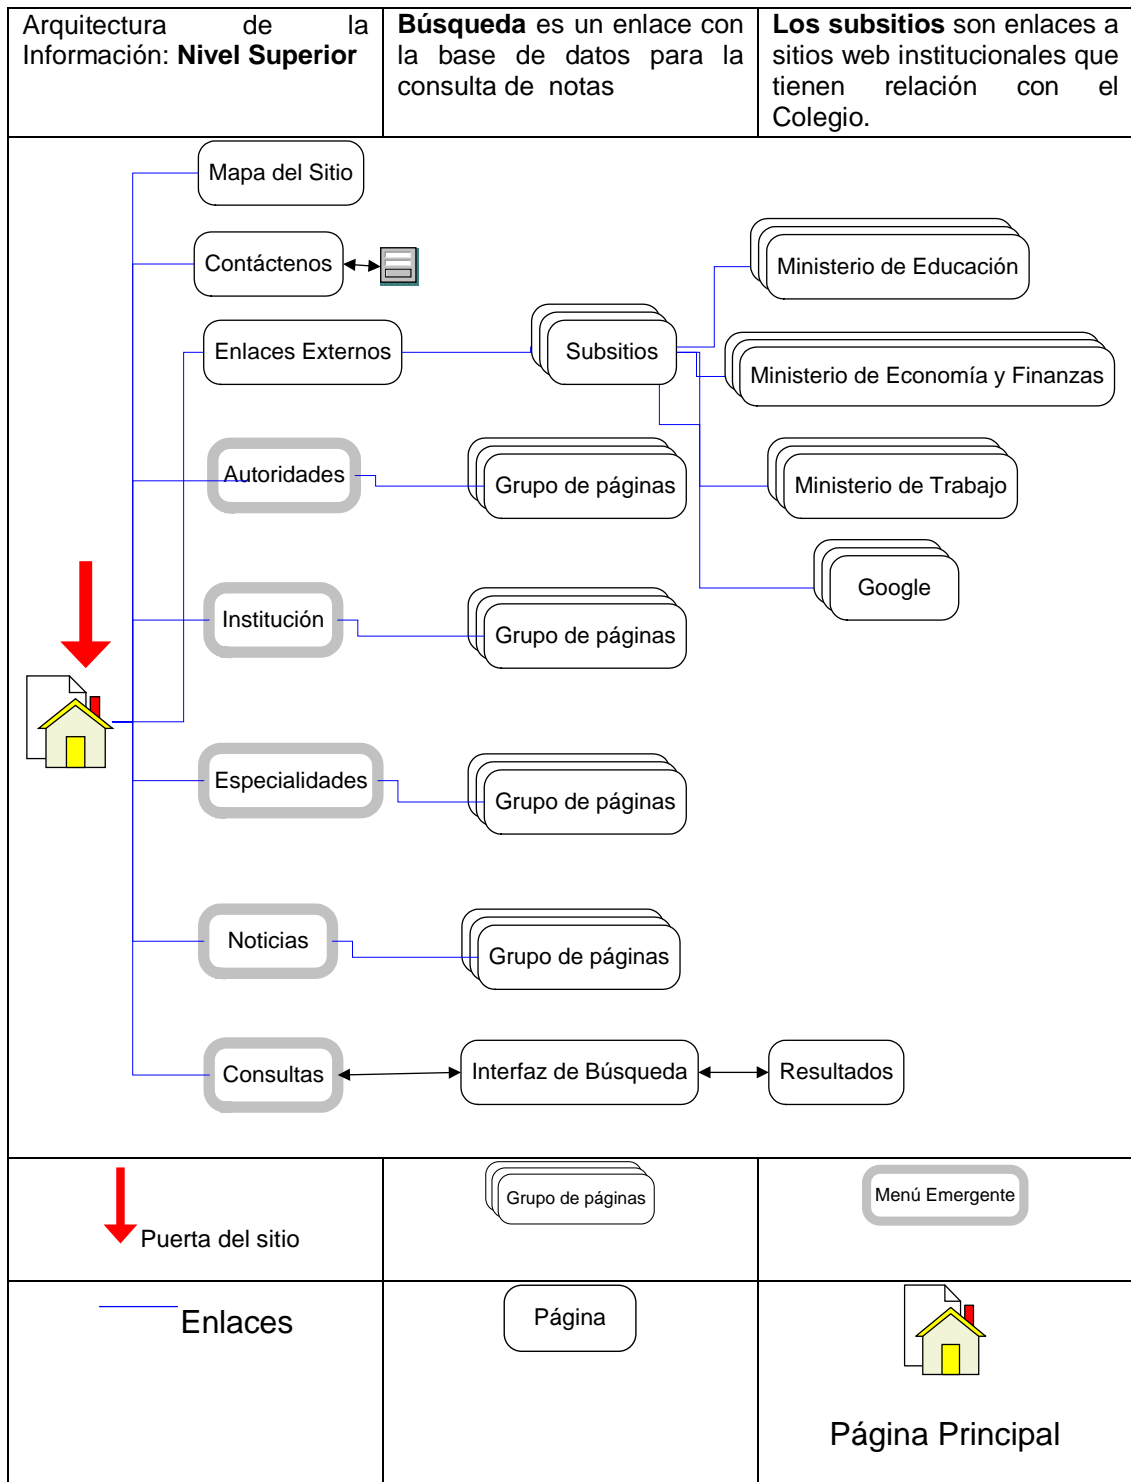 Arquitectura de la
Información: Nivel Superior
Búsqueda es un enlace con
la base de datos para la
consulta de notas
Los subsitios son enlaces a
sitios web institucionales que
tienen relación con el
Colegio.
Mapa del Sitio
Contáctenos
Ministerio de Educación
Enlaces Externos
Subsitios
Ministerio de Economía y Finanzas
Autoridades
Grupo de páginas
Ministerio de Trabajo
Google
Institución
Grupo de páginas
Especialidades
Grupo de páginas
Noticias
Grupo de páginas
Consultas
Interfaz de Búsqueda
Resultados
Puerta del sitio
Grupo de páginas
Menú Emergente
Enlaces
Página
Página Principal